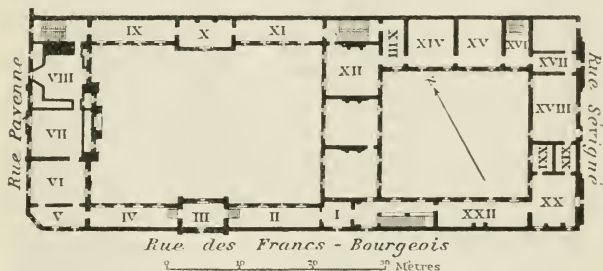 IX X XI XIII XIV XV XVI
XII XVII
VIII XVIII
VII
XXI XIX
VI XX
V IV III II I XXII
N.
Rue Payenne
Rue Sévigné
Rue des Francs-Bourgeois
0 10 20 30 Mètres